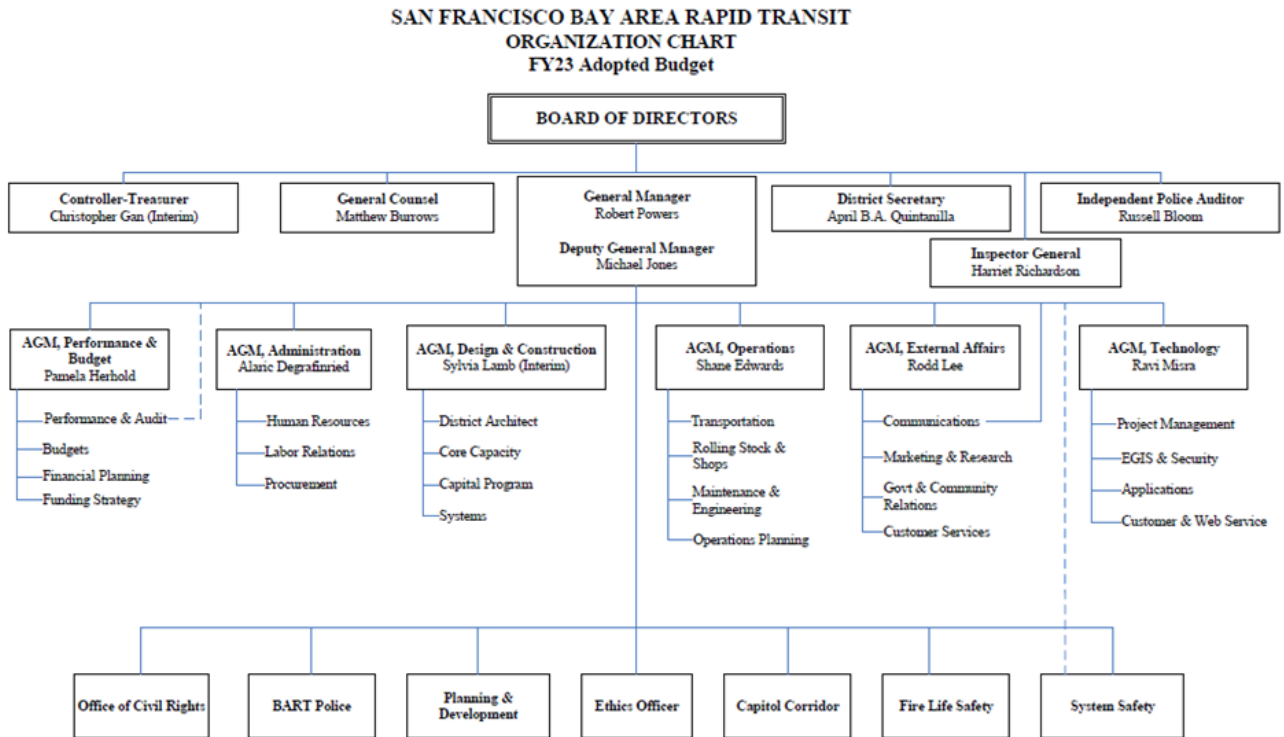 SAN FRANCISCO BAY AREA RAPID TRANSIT
ORGANIZATION CHART
FY23 Adopted Budget
BOARD OF DIRECTORS
Controller-Treasurer
Christopher Gan (Interim)
General Counsel
Matthew Burrows
General Manager
Robert Powers
Deputy General Manager
Michael Jones
District Secretary
April B.A. Quintanilla
Independent Police Auditor
Russell Bloom
Inspector General
Harriet Richardson
AGM, Performance &
Budget
Pamela Herhold
Performance & Audit
Budgets
Financial Planning
Funding Strategy
AGM, Administration
Alaric Degrafinried
Human Resources
Labor Relations
Procurement
AGM, Design & Construction
Sylvia Lamb (Interim)
District Architect
Core Capacity
Capital Program
Systems
AGM, Operations
Shane Edwards
Transportation
Rolling Stock &
Shops
Maintenance &
Engineering
Operations Planning
AGM, External Affairs
Rodd Lee
Communications
Marketing & Research
Govt & Community
Relations
Customer Services
AGM, Technology
Ravi Misra
Project Management
EGIS & Security
Applications
Customer & Web Service
Office of Civil Rights
BART Police
Planning &
Development
Ethics Officer
Capitol Corridor
Fire Life Safety
System Safety